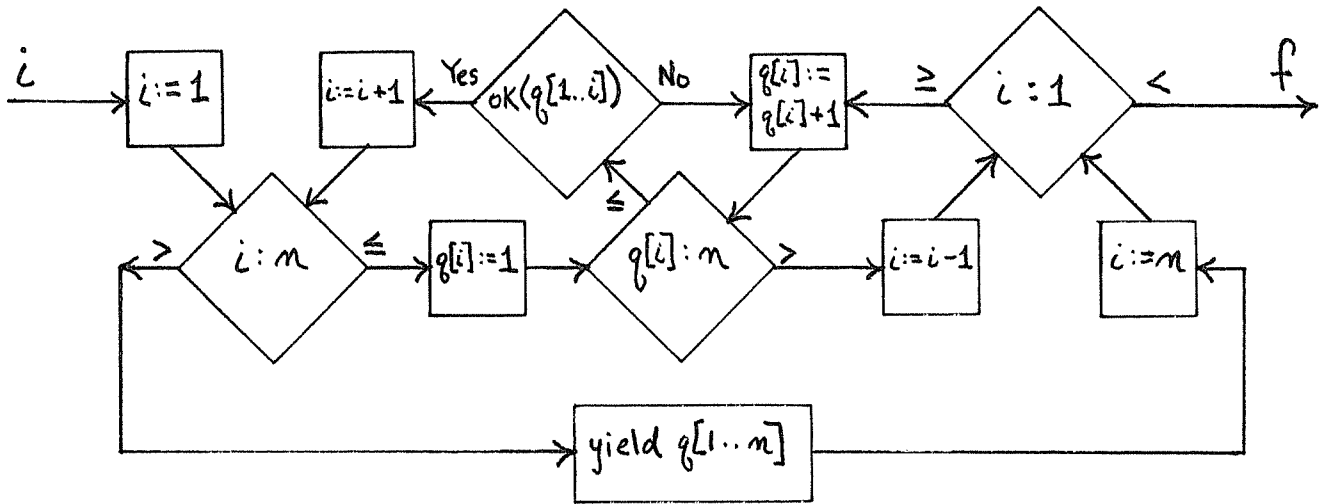 i
i:=1
i:=i+1
Yes
OK(q[1..i])
No
q[i]:=
q[i]+1
≥
i:1
<
f
>
i:n
≤
q[i]:=1
≤
q[i]:n
>
i:=i-1
i:=n
yield q[1..n]